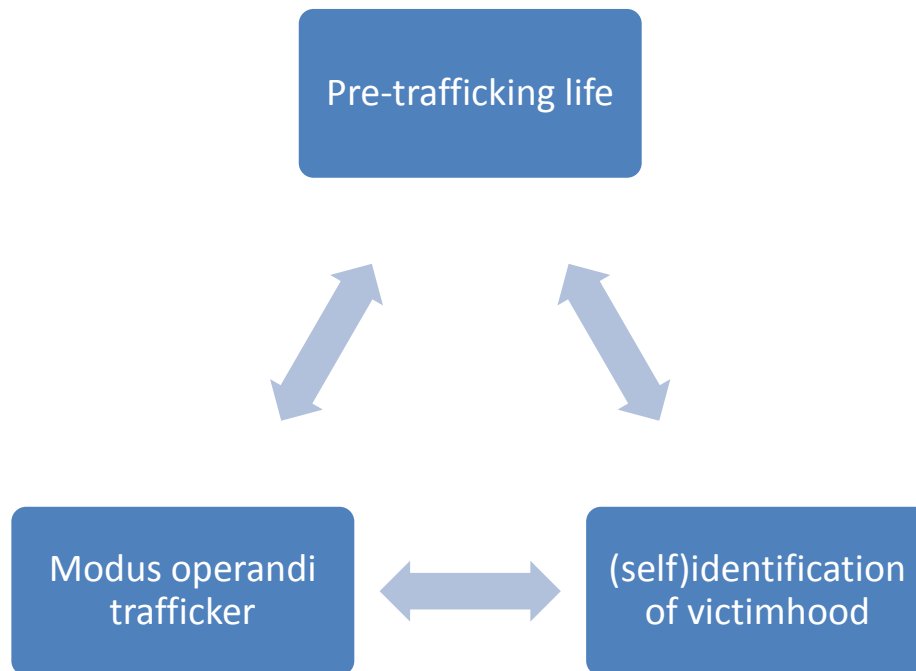 Pre-trafficking life
Modus operandi
trafficker
(self)identification
of victimhood